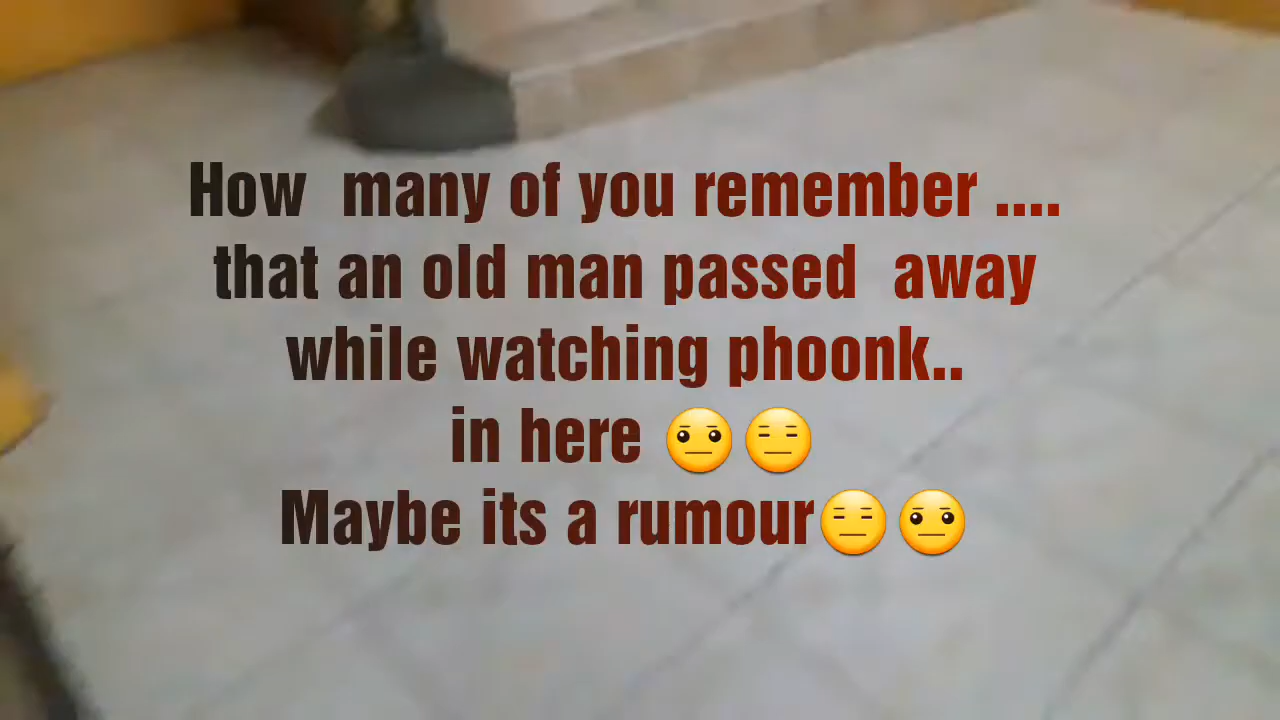 How many of you remember ....
that an old man passed away
while watching phoonk..
in here 😐😑
Maybe its a rumour😑😐